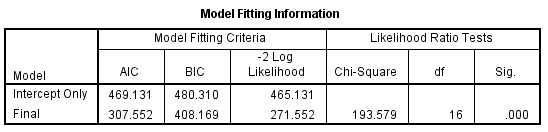 Model Fitting Information
Model Fitting Criteria Likelihood Ratio Tests
Model AIC BIC -2 Log Likelihood Chi-Square df Sig.
Intercept Only 469.131 480.310 465.131
Final 307.552 408.169 271.552 193.579 16 .000